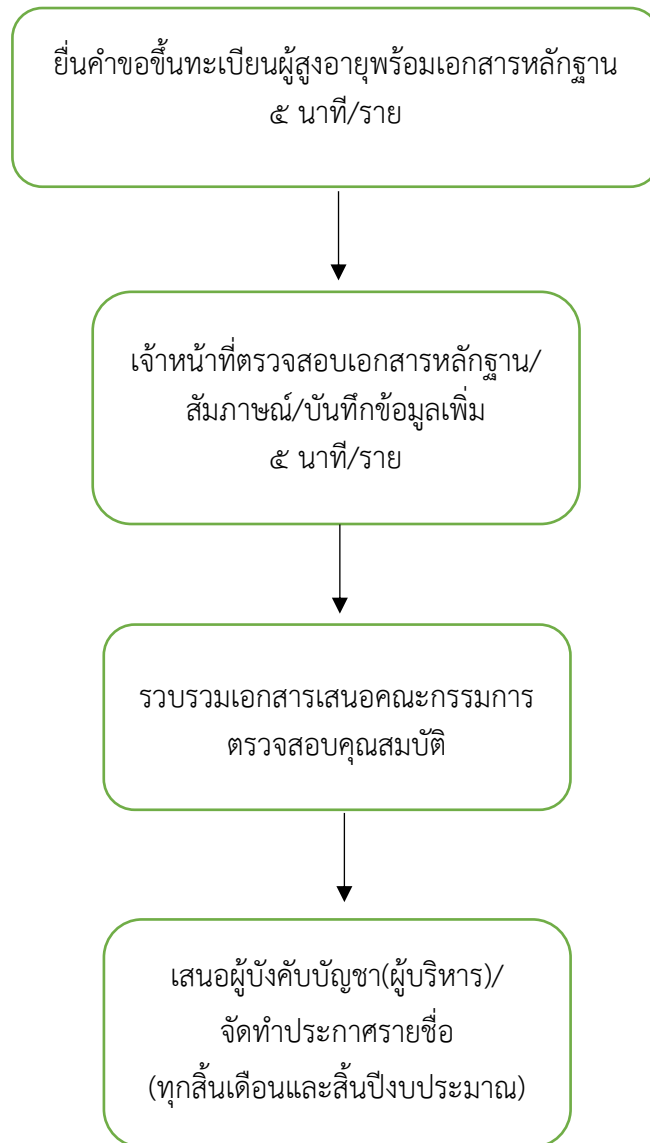 ยื่นคำขอขึ้นทะเบียนผู้สูงอายุพร้อมเอกสารหลักฐาน
๕ นาที/ราย
เจ้าหน้าที่ตรวจสอบเอกสารหลักฐาน/
สัมภาษณ์/บันทึกข้อมูลเพิ่ม
๕ นาที/ราย
รวบรวมเอกสารเสนอคณะกรรมการ
ตรวจสอบคุณสมบัติ
เสนอผู้บังคับบัญชา(ผู้บริหาร)/
จัดทำประกาศรายชื่อ
(ทุกสิ้นเดือนและสิ้นปีงบประมาณ)